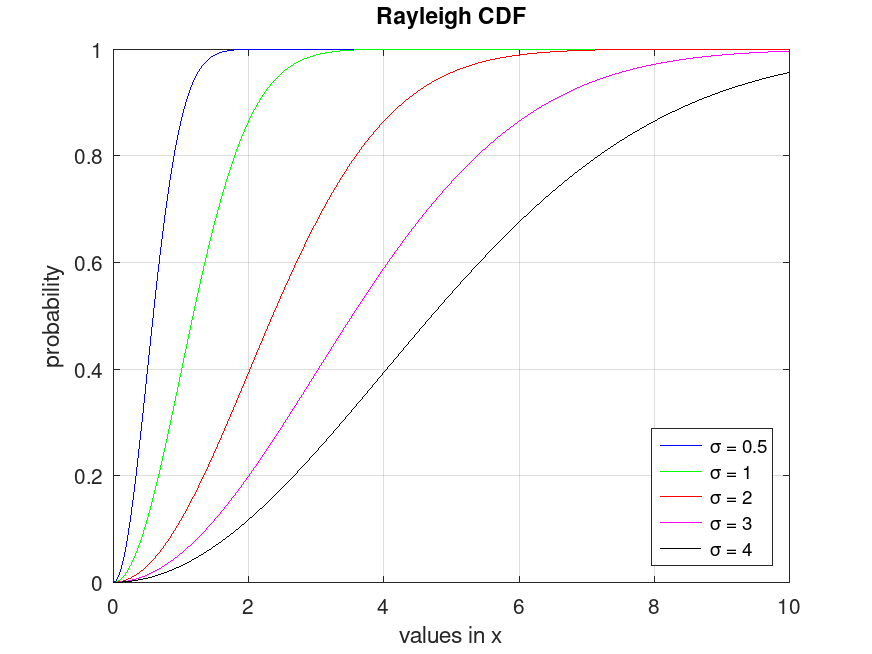 Rayleigh CDF
1
0.8
0.6
0.4
0.2
0
probability
0 2 4 6 8 10
values in x
σ = 0.5
σ = 1
σ = 2
σ = 3
σ = 4